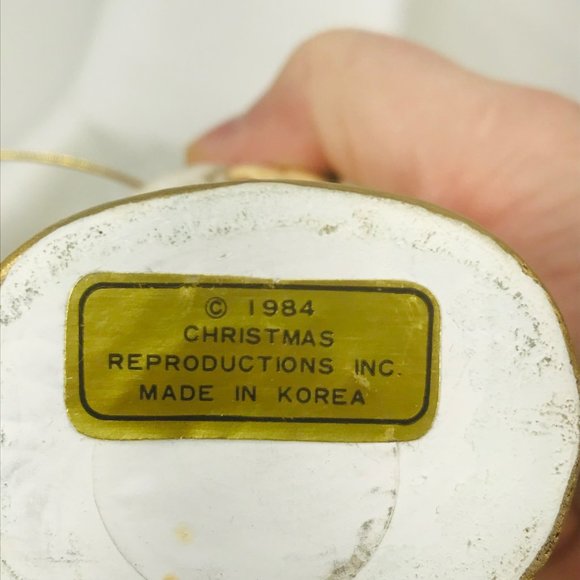 © 1984
CHRISTMAS
REPRODUCTIONS INC.
MADE IN KOREA